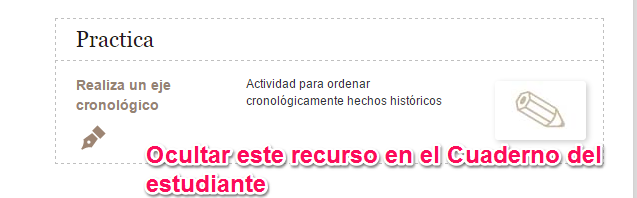 Practica
Realiza un eje
cronológico
Actividad para ordenar
cronológicamente hechos históricos
Ocultar este recurso en el Cuaderno del
estudiante